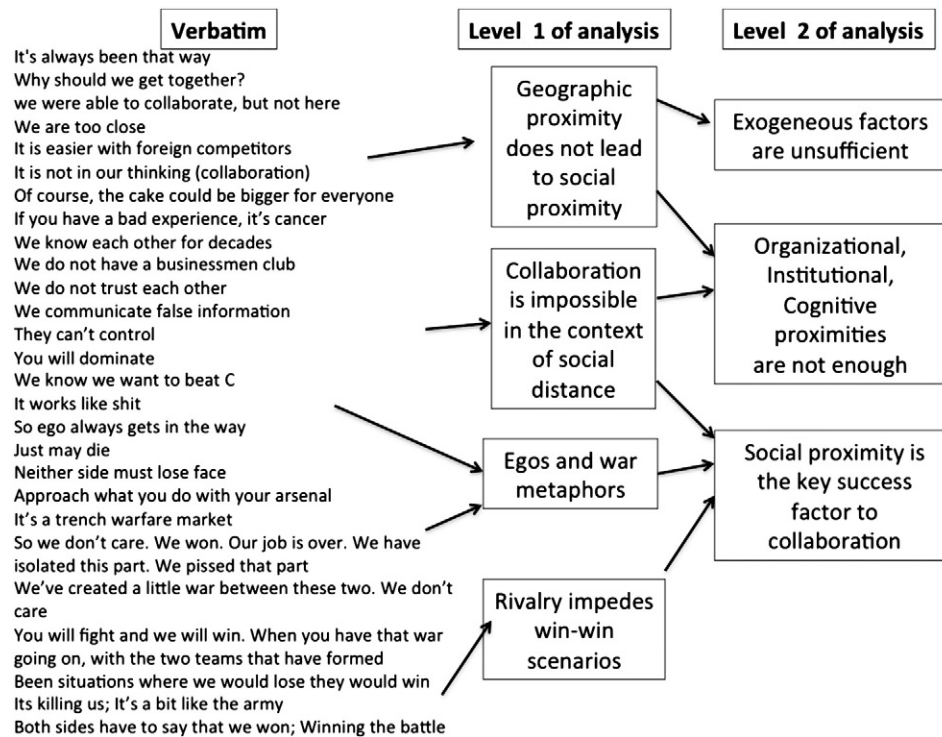 Verbatim
Level 1 of analysis
Level 2 of analysis
It's always been that way
Why should we get together?
we were able to collaborate, but not here
We are too close
It is easier with foreign competitors
It is not in our thinking (collaboration)
Of course, the cake could be bigger for everyone
If you have a bad experience, it's cancer
We know each other for decades
We do not have a businessmen club
We do not trust each other
We communicate false information
They can't control
You will dominate
We know we want to beat C
It works like shit
So ego always gets in the way
Just may die
Neither side must lose face
Approach what you do with your arsenal
It's a trench warfare market
So we don't care. We won. Our job is over. We have
isolated this part. We pissed that part
We've created a little war between these two. We don't
care
You will fight and we will win. When you have that war
going on, with the two teams that have formed
Been situations where we would lose they would win
Its killing us; It's a bit like the army
Both sides have to say that we won; Winning the battle
Geographic
proximity
does not lead
to social
proximity
Collaboration
is impossible
in the context
of social
distance
Egos and war
metaphors
Rivalry impedes
win-win
scenarios
Exogeneous factors
are unsufficient
Organizational,
Institutional,
Cognitive
proximities
are not enough
Social proximity is
the key success
factor to
collaboration